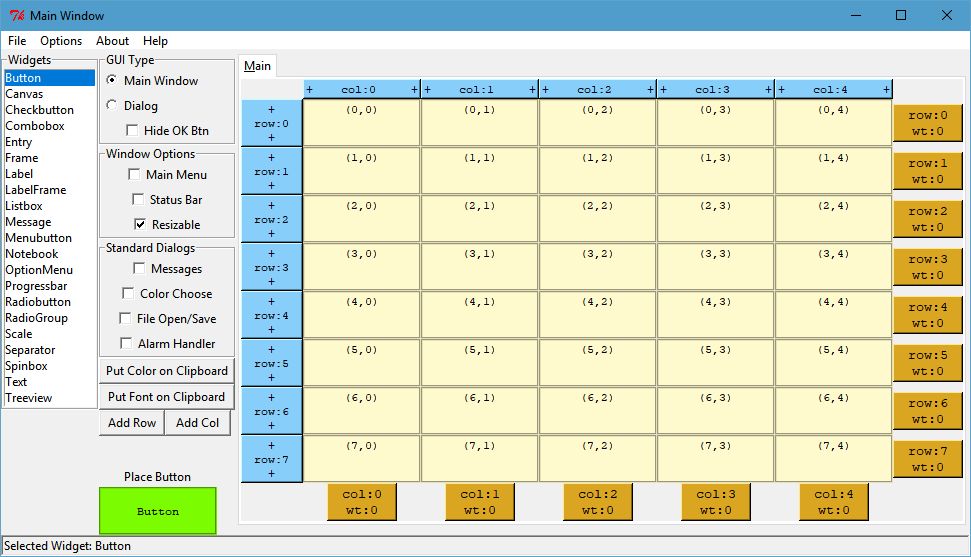 Main Window
File Options About Help
Widgets
Button
Canvas
Checkbutton
Combobox
Entry
Frame
Label
LabelFrame
Listbox
Message
Menubutton
Notebook
OptionMenu
Progressbar
Radiobutton
RadioGroup
Scale
Separator
Spinbox
Text
Treeview
GUI Type
Main Window
Dialog
Hide OK Btn
Window Options
Main Menu
Status Bar
Resizable
Standard Dialogs
Messages
Color Choose
File Open/Save
Alarm Handler
Put Color on Clipboard
Put Font on Clipboard
Add Row Add Col
Place Button
Button
Main
+ col:0 + + col:1 + + col:2 + + col:3 + + col:4 +
+
row:0
+
(0,0) (0,1) (0,2) (0,3) (0,4)
row:0
wt:0
+
row:1
+
(1,0) (1,1) (1,2) (1,3) (1,4)
row:1
wt:0
+
row:2
+
(2,0) (2,1) (2,2) (2,3) (2,4)
row:2
wt:0
+
row:3
+
(3,0) (3,1) (3,2) (3,3) (3,4)
row:3
wt:0
+
row:4
+
(4,0) (4,1) (4,2) (4,3) (4,4)
row:4
wt:0
+
row:5
+
(5,0) (5,1) (5,2) (5,3) (5,4)
row:5
wt:0
+
row:6
+
(6,0) (6,1) (6,2) (6,3) (6,4)
row:6
wt:0
+
row:7
+
(7,0) (7,1) (7,2) (7,3) (7,4)
row:7
wt:0
col:0 col:1 col:2 col:3 col:4
wt:0 wt:0 wt:0 wt:0 wt:0
Selected Widget: Button